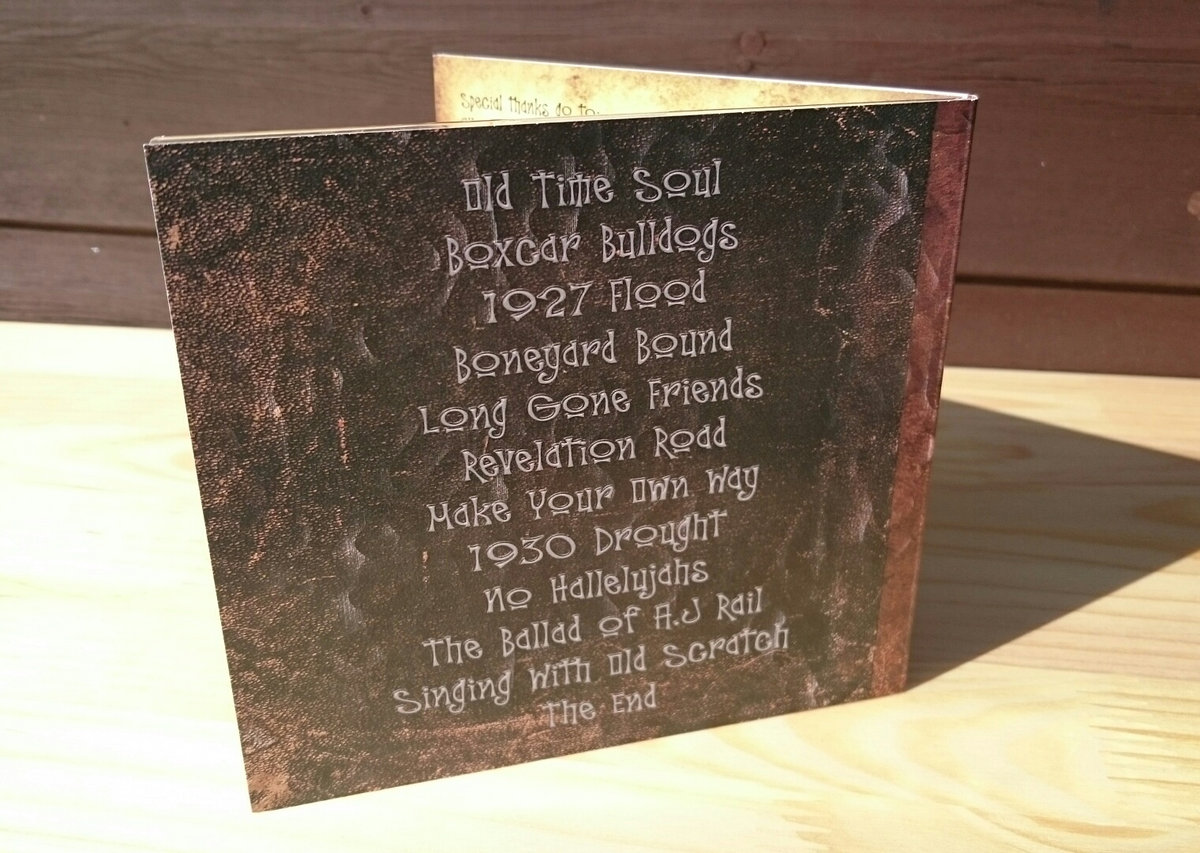 Special thanks go to:
Old Time Soul
Boxcar Bulldogs
1927 Flood
Boneyard Bound
Long Gone Friends
Revelation Road
Make Your Own Way
1930 Drought
No Hallelujahs
The Ballad of A.J Rail
Singing With Old Scratch
The End